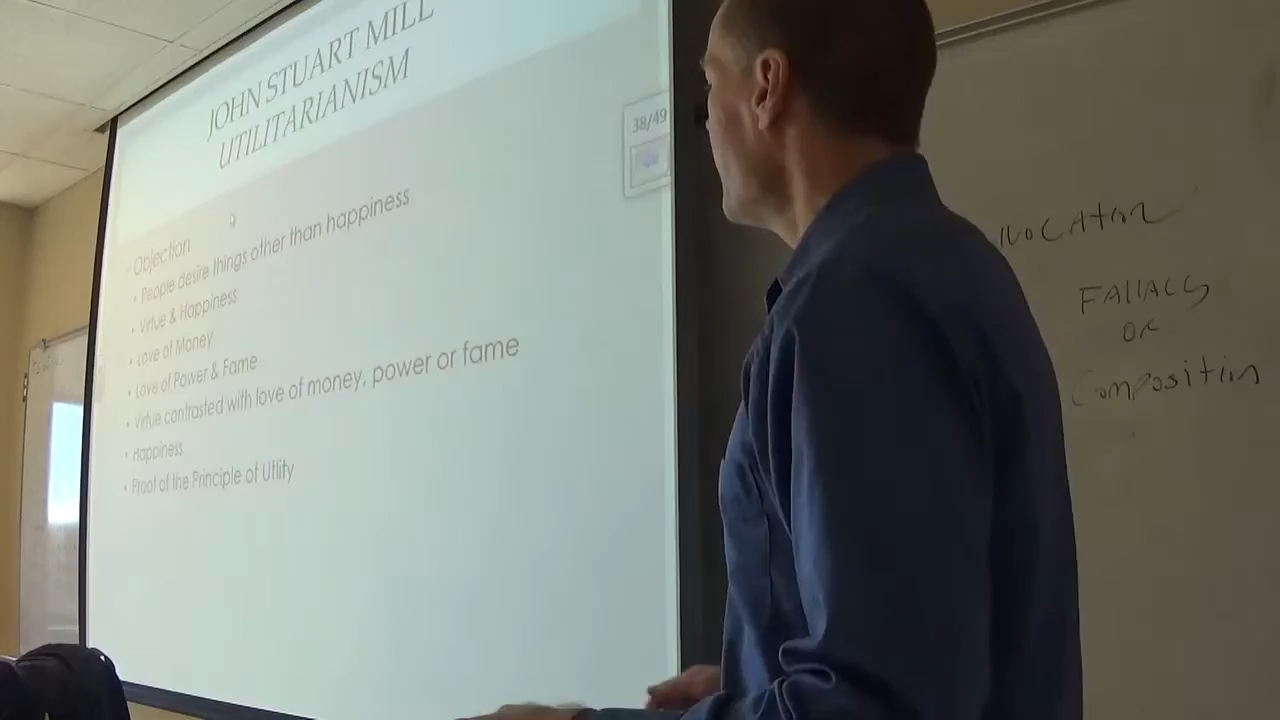 JOHN STUART MILL
UTILITARIANISM
38/49
Objection
People desire things other than happiness
Virtue & Happiness
Love of Money
Love of Power & Fame
Virtue contrasted with love of money, power or fame
Happiness
Proof of the Principle of Utlity
FALLACY
OR
Composition